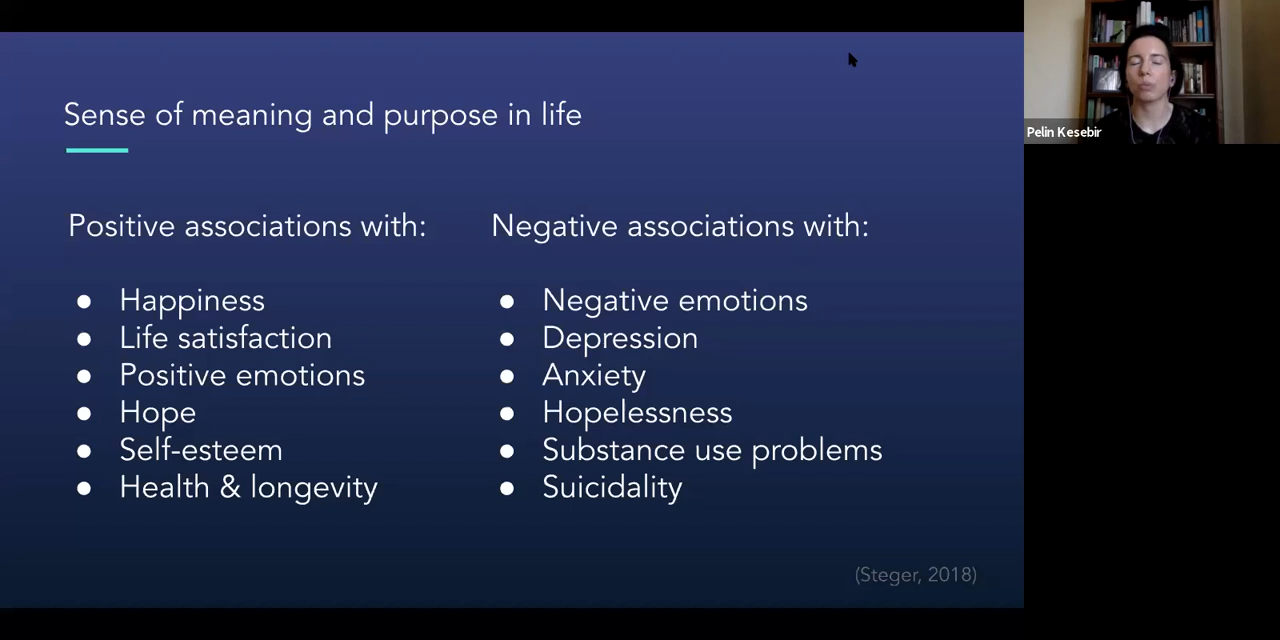 Sense of meaning and purpose in life
Positive associations with:
● Happiness
● Life satisfaction
● Positive emotions
● Hope
● Self-esteem
● Health & longevity
Negative associations with:
● Negative emotions
● Depression
● Anxiety
● Hopelessness
● Substance use problems
● Suicidality
(Steger, 2018)
Pelin Kesebir